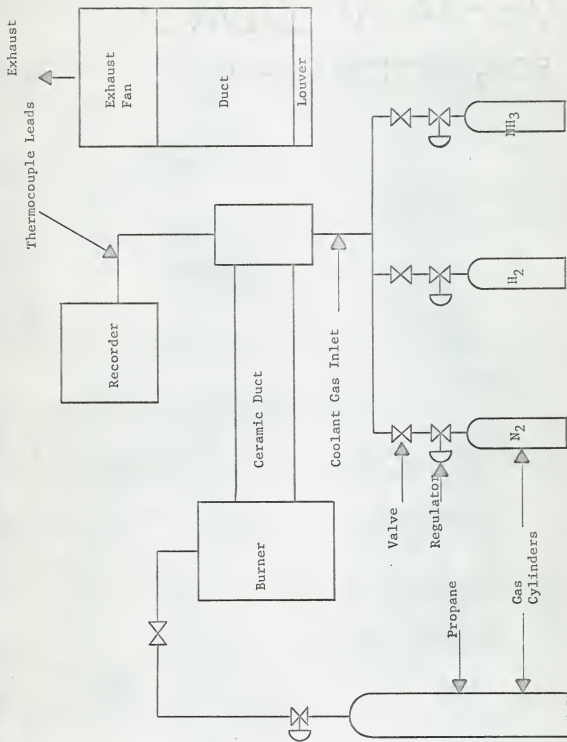 Exhaust
Thermocouple Leads
Exhaust
Fan
Duct
Louver
Recorder
Ceramic Duct
Burner
Coolant Gas Inlet
Valve
Regulator
Propane
Gas
Cylinders
N2
H2
NH3